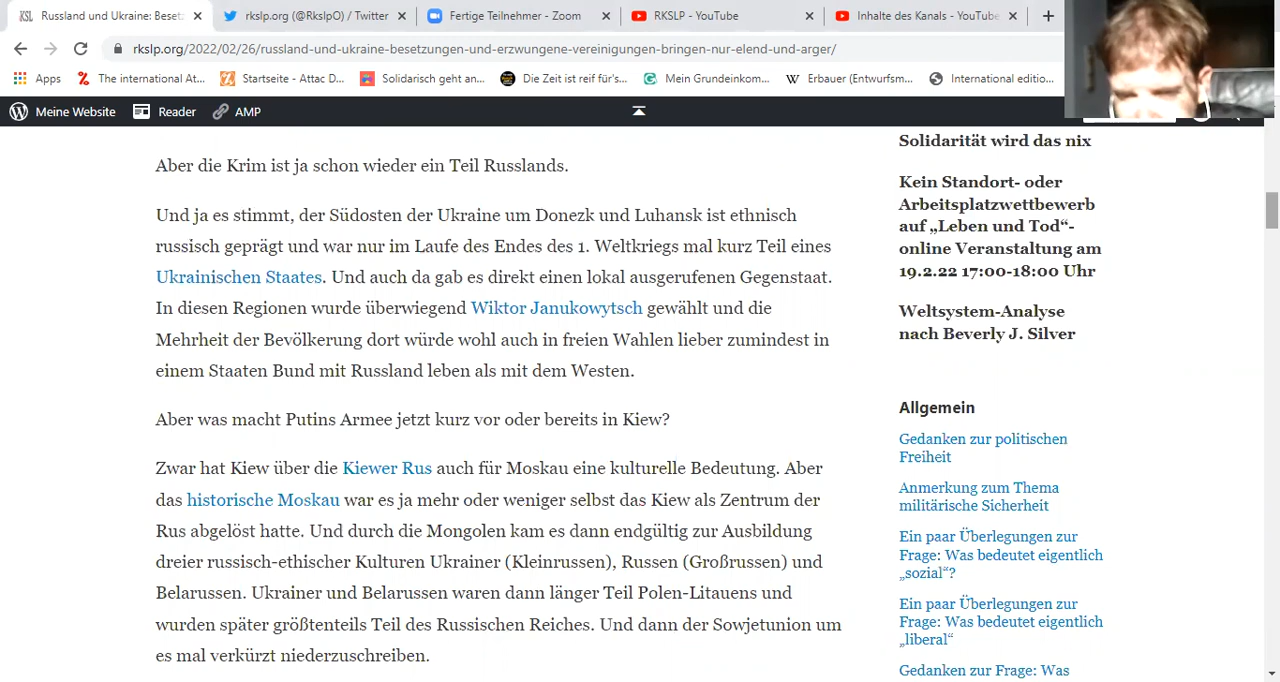 Russland und Ukraine: Beset
rkslp.org (@RkslpO) / Twitter
Fertige Teilnehmer - Zoom
RKSLP - YouTube
Inhalte des Kanals - YouTube
rkslp.org/2022/02/26/russland-und-ukraine-besetzungen-und-erzwungene-vereinigungen-bringen-nur-elend-und-arger/
Apps
The international At...
Startseite - Attac D...
Solidarisch geht an...
Die Zeit ist reif für's...
Mein Grundeinkom...
Erbauer (Entwurfsm...
International editio...
Meine Website
Reader
AMP
Aber die Krim ist ja schon wieder ein Teil Russlands.
Und ja es stimmt, der Südosten der Ukraine um Donezk und Luhansk ist ethnisch
russisch geprägt und war nur im Laufe des Endes des 1. Weltkriegs mal kurz Teil eines
Ukrainischen Staates. Und auch da gab es direkt einen lokal ausgerufenen Gegenstaat.
In diesen Regionen wurde überwiegend Wiktor Janukowytsch gewählt und die
Mehrheit der Bevölkerung dort würde wohl auch in freien Wahlen lieber zumindest in
einem Staaten Bund mit Russland leben als mit dem Westen.
Aber was macht Putins Armee jetzt kurz vor oder bereits in Kiew?
Zwar hat Kiew über die Kiewer Rus auch für Moskau eine kulturelle Bedeutung. Aber
das historische Moskau war es ja mehr oder weniger selbst das Kiew als Zentrum der
Rus abgelöst hatte. Und durch die Mongolen kam es dann endgültig zur Ausbildung
dreier russisch-ethischer Kulturen Ukrainer (Kleinrussen), Russen (Großrussen) und
Belarussen. Ukrainer und Belarussen waren dann länger Teil Polen-Litauens und
wurden später größtenteils Teil des Russischen Reiches. Und dann der Sowjetunion um
es mal verkürzt niederzuschreiben.
Solidarität wird das nix
Kein Standort- oder
Arbeitsplatzwettbewerb
auf „Leben und Tod“-
online Veranstaltung am
19.2.22 17:00-18:00 Uhr
Weltsystem-Analyse
nach Beverly J. Silver
Allgemein
Gedanken zur politischen
Freiheit
Anmerkung zum Thema
militärische Sicherheit
Ein paar Überlegungen zur
Frage: Was bedeutet eigentlich
„sozial“?
Ein paar Überlegungen zur
Frage: Was bedeutet eigentlich
„liberal“
Gedanken zur Frage: Was